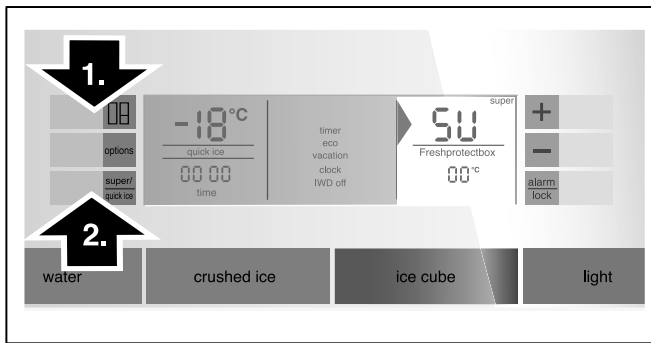 1.
options
super/
quick ice
2.
-18°C
quick ice
00 00
time
timer
eco
vacation
clock
IWD off
super
SU
Freshprotectbox
00°C
+
-
alarm
lock
water
crushed ice
ice cube
light